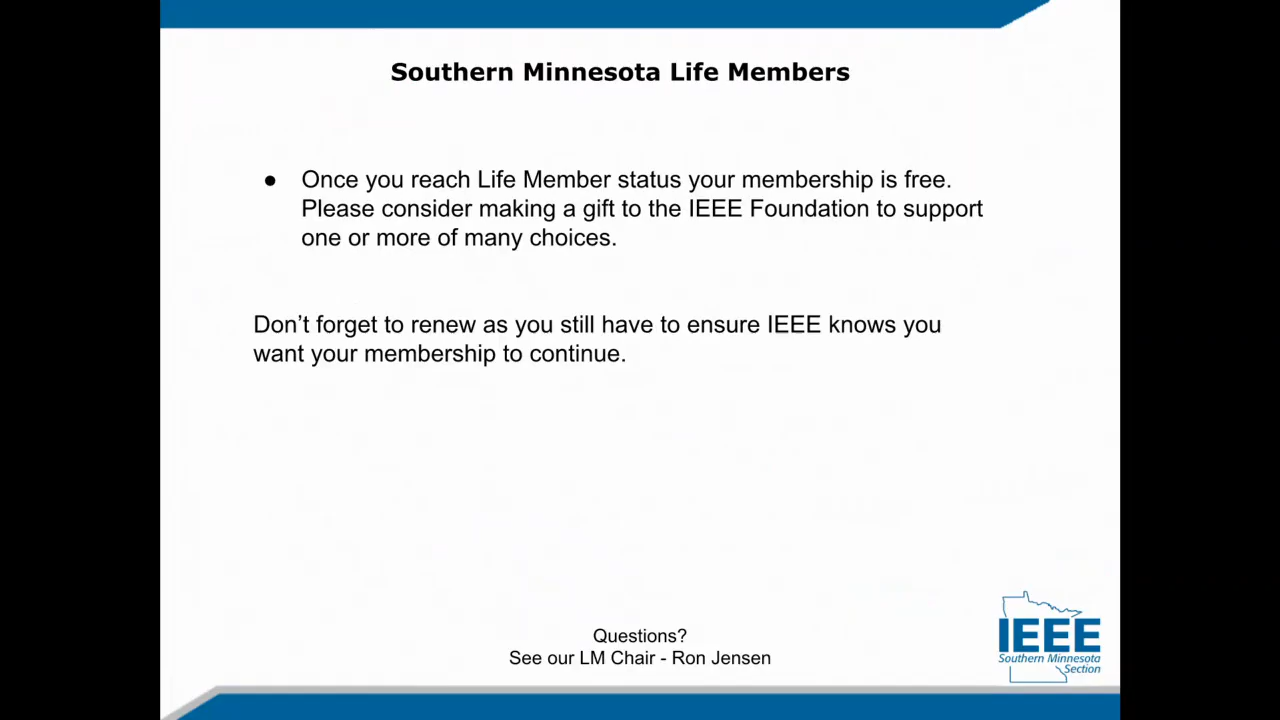 Southern Minnesota Life Members
● Once you reach Life Member status your membership is free.
Please consider making a gift to the IEEE Foundation to support
one or more of many choices.
Don’t forget to renew as you still have to ensure IEEE knows you
want your membership to continue.
Questions?
See our LM Chair - Ron Jensen
IEEE
Southern Minnesota
Section